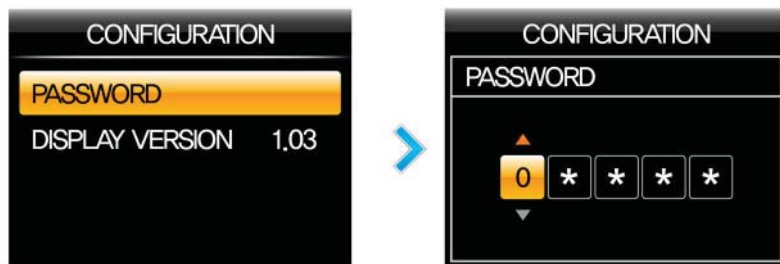 CONFIGURATION
PASSWORD
DISPLAY VERSION 1.03
CONFIGURATION
PASSWORD
0 * * * *